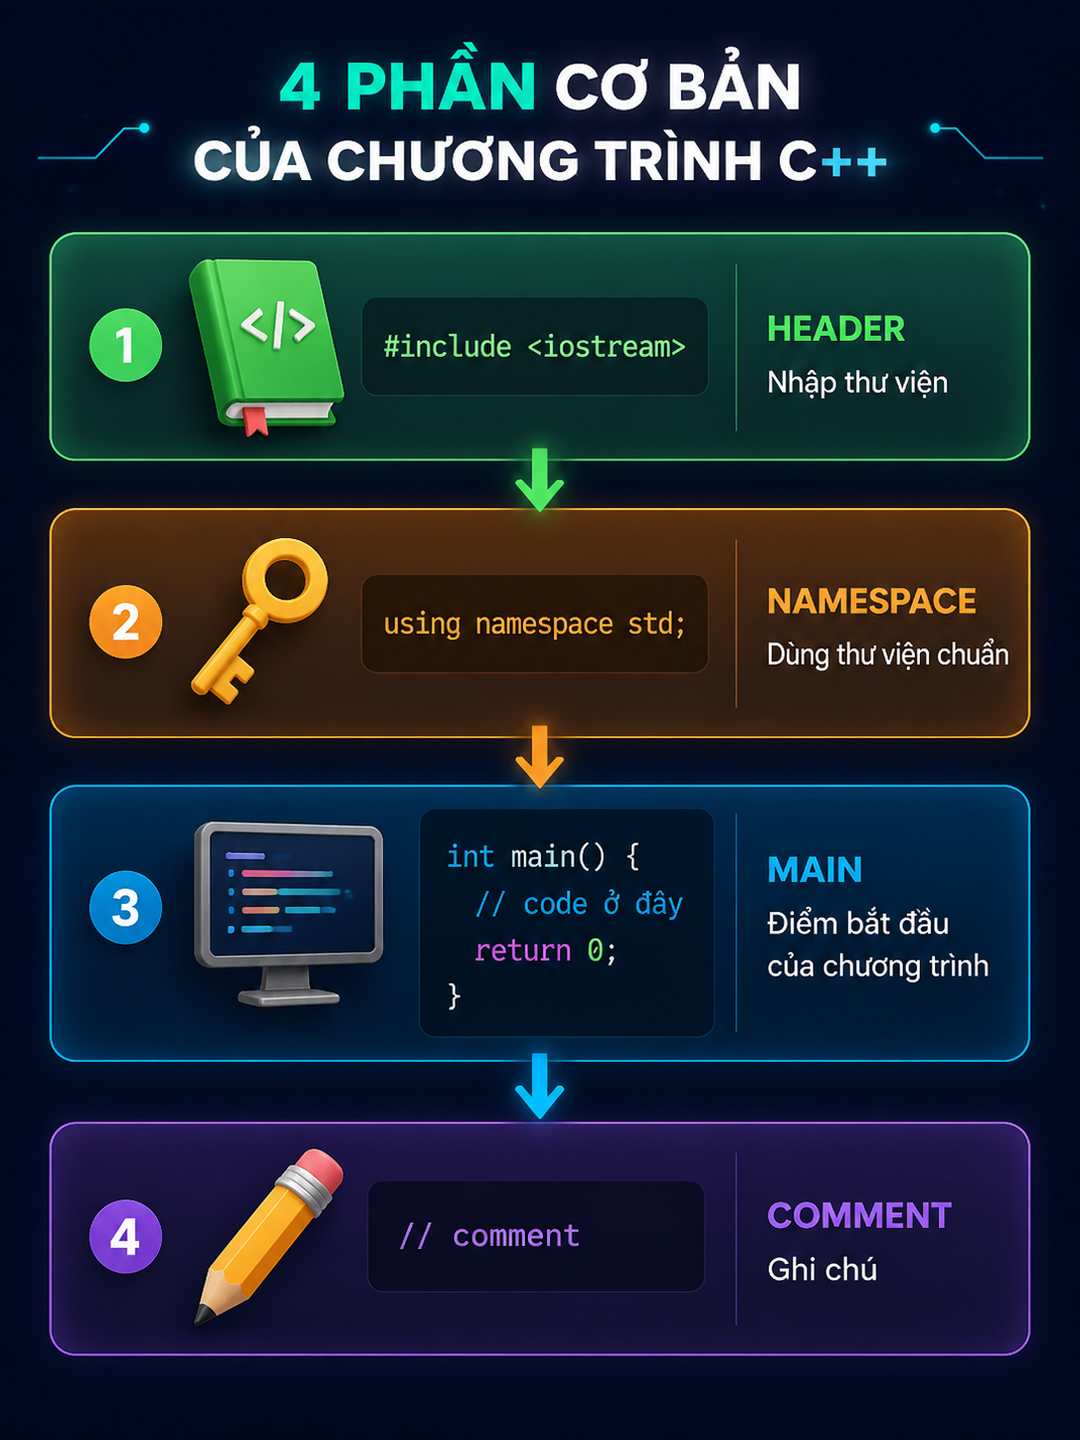 4 PHẦN CƠ BẢN
CỦA CHƯƠNG TRÌNH C++
1
</>
#include <iostream>
HEADER
Nhập thư viện
2
using namespace std;
NAMESPACE
Dùng thư viện chuẩn
3
int main() {
// code ở đây
return 0;
}
MAIN
Điểm bắt đầu
của chương trình
4
// comment
COMMENT
Ghi chú